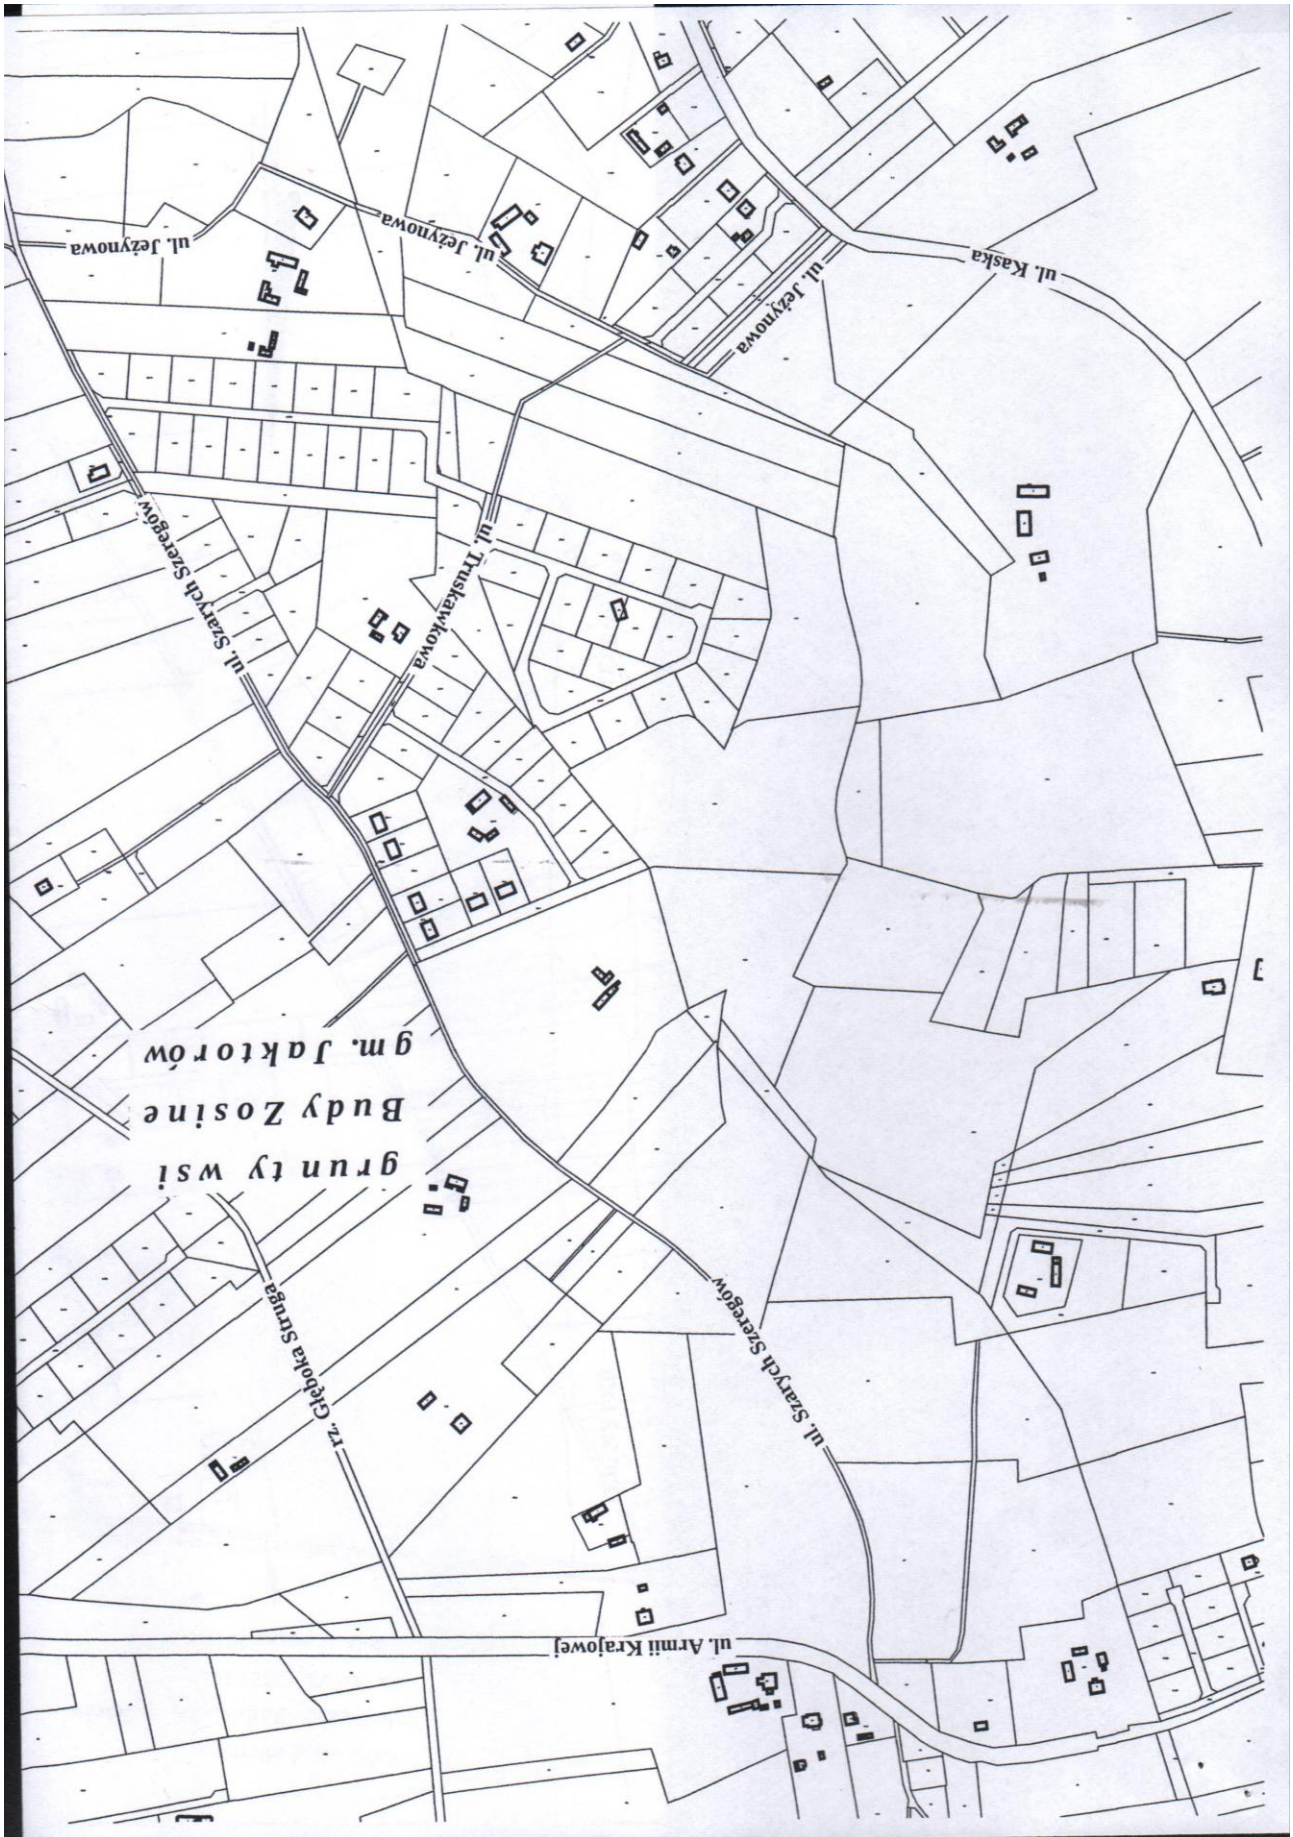 ul. Armii Krajowej
ul. Szarych Szeregów
rz. Głęboka Struga
grunty wsi
Budy Zosine
gm. Jaktorów
ul. Truskawkowa
ul. Szarych Szeregów
ul. Jeżynowa
ul. Kaska
ul. Jeżynowa
ul. Jeżynowa